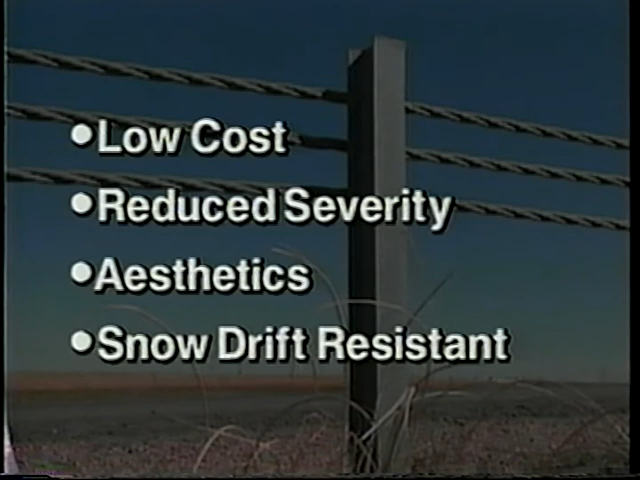 •Low Cost
•Reduced Severity
•Aesthetics
•Snow Drift Resistant